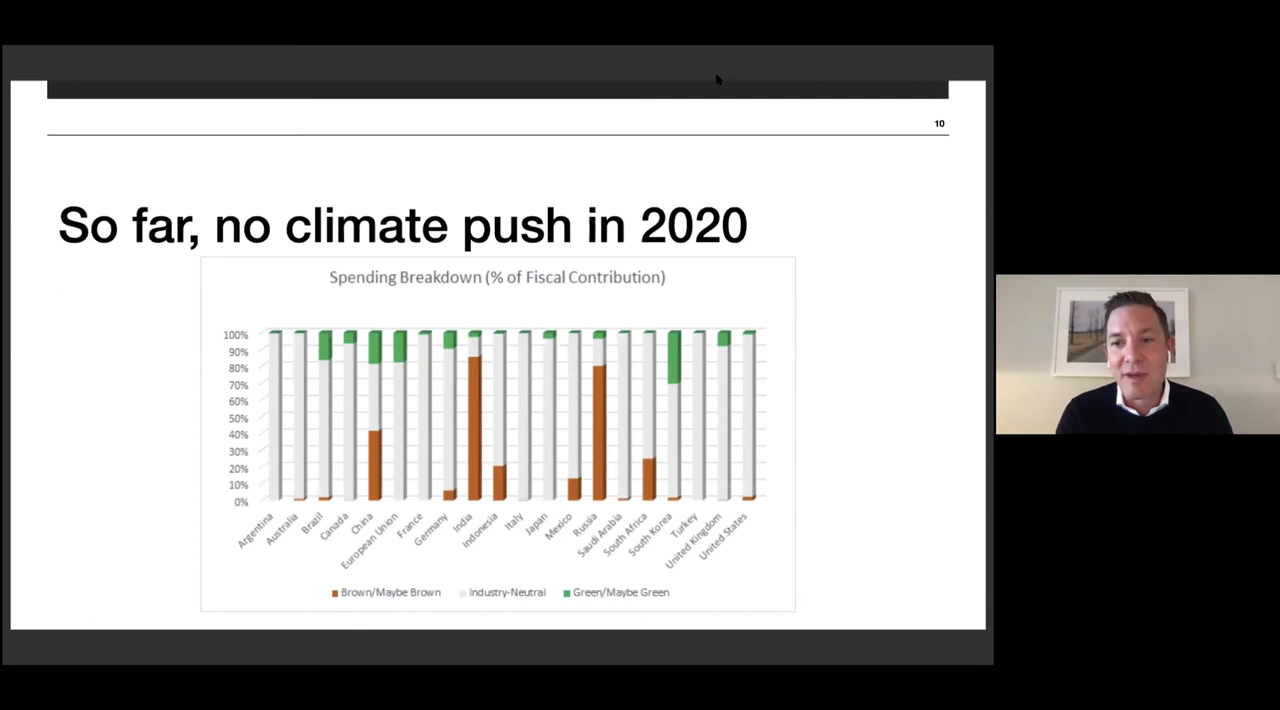 10
So far, no climate push in 2020
Spending Breakdown (% of Fiscal Contribution)
100%
90%
80%
70%
60%
50%
40%
30%
20%
10%
0%
Argentina
Australia
Brazil
Canada
China
European Union
France
Germany
India
Indonesia
Italy
Japan
Mexico
Russia
Saudi Arabia
South Africa
South Korea
Turkey
United Kingdom
United States
Brown/Maybe Brown Industry-Neutral Green/Maybe Green